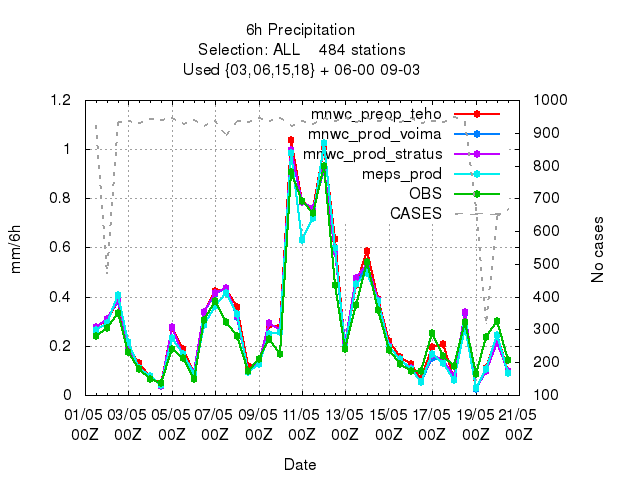 6h Precipitation
Selection: ALL    484 stations
Used {03,06,15,18} + 06-00 09-03
1.2
1
0.8
0.6
0.4
0.2
0
mm/6h
1000
900
800
700
600
500
400
300
200
100
No cases
mnwc_preop_teho
mnwc_prod_voima
mnwc_prod_stratus
meps_prod
OBS
CASES
01/05 03/05 05/05 07/05 09/05 11/05 13/05 15/05 17/05 19/05 21/05
00Z 00Z 00Z 00Z 00Z 00Z 00Z 00Z 00Z 00Z 00Z
Date